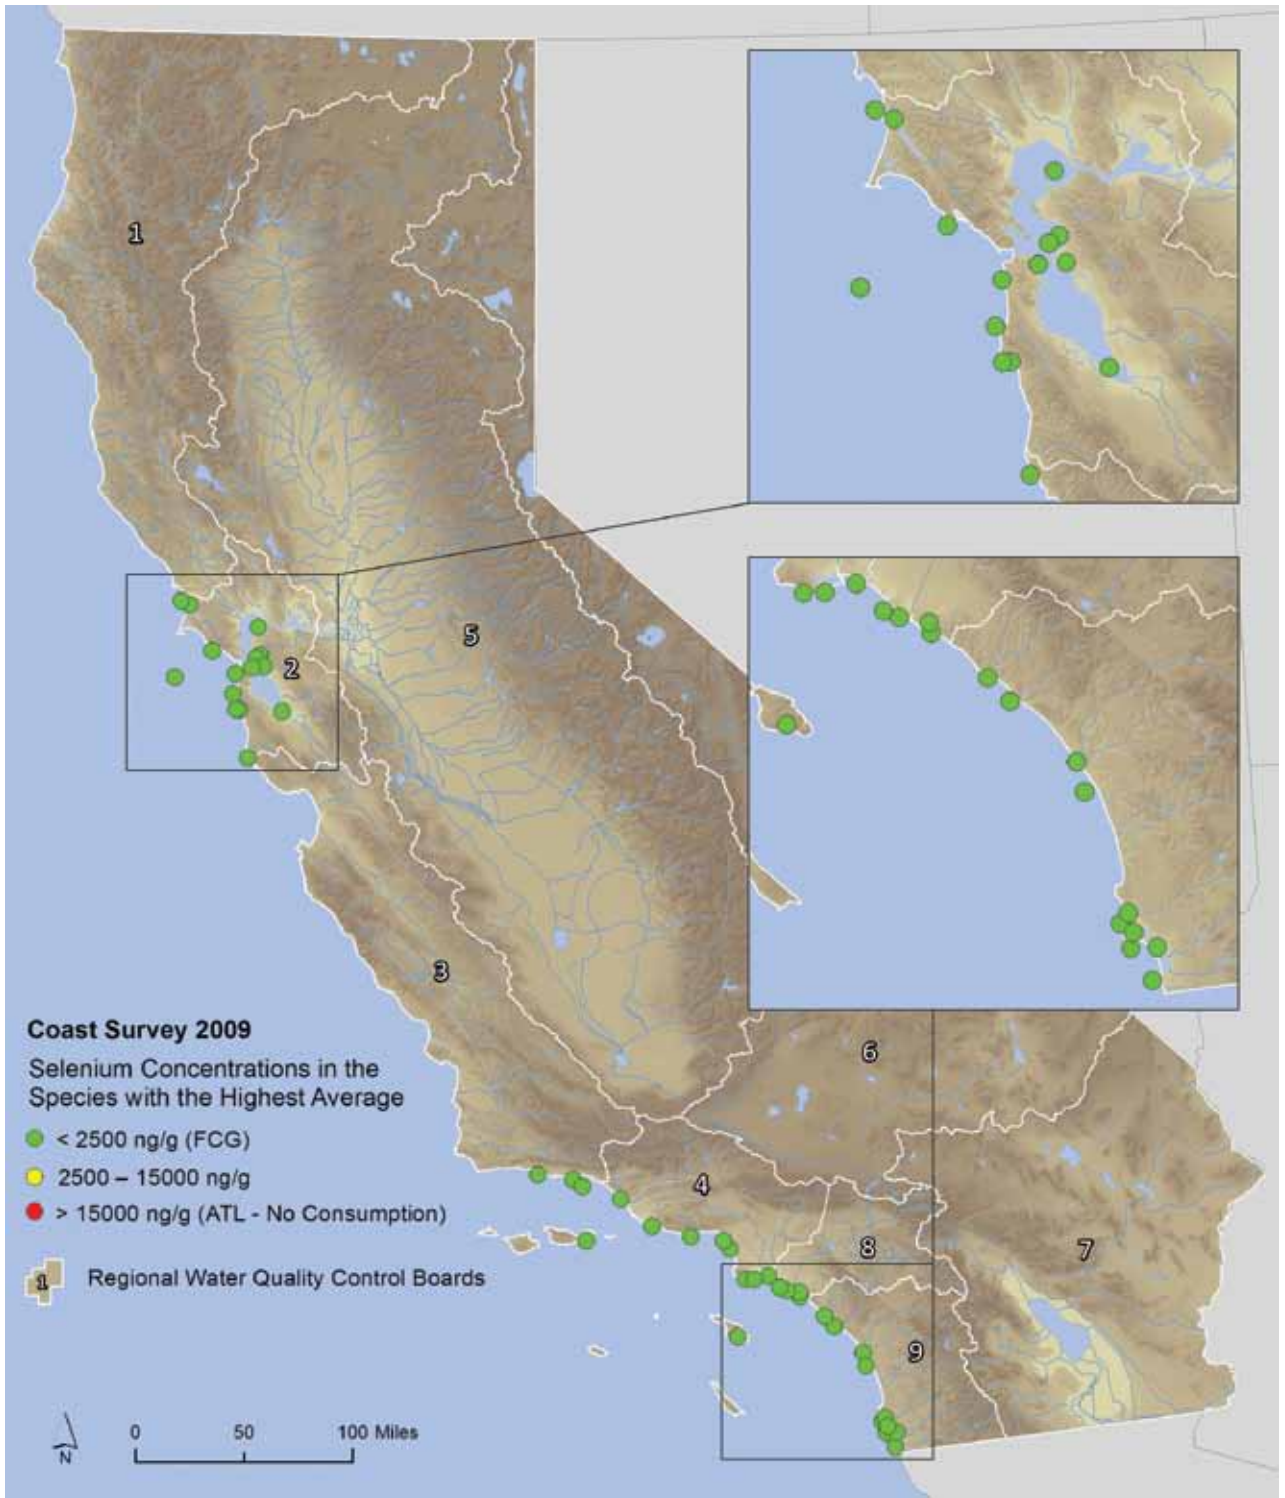 1
2
5
3
6
4
8
7
9
Coast Survey 2009
Selenium Concentrations in the
Species with the Highest Average
< 2500 ng/g (FCG)
2500 – 15000 ng/g
> 15000 ng/g (ATL - No Consumption)
1 Regional Water Quality Control Boards
N
0 50 100 Miles